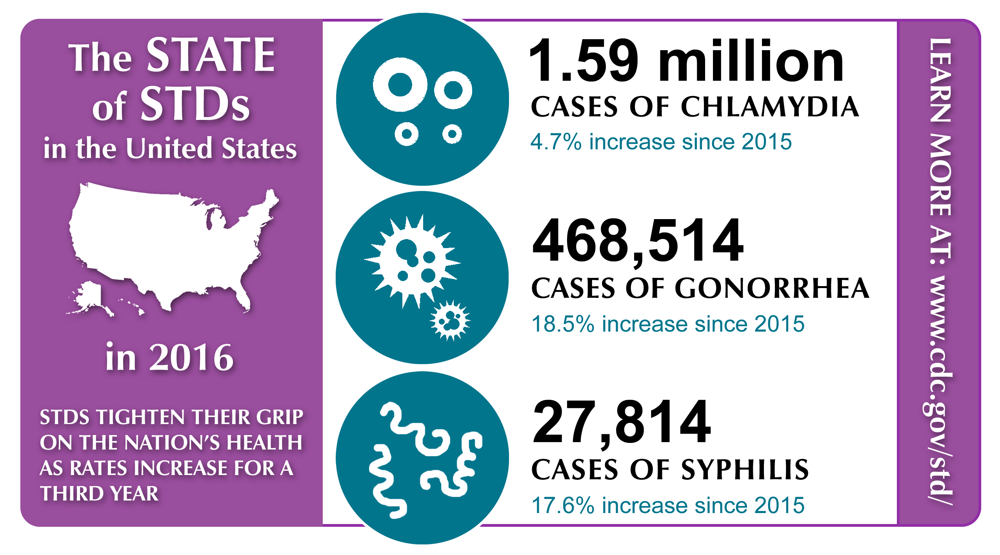 The STATE
of STDs
in the United States
in 2016
STDS TIGHTEN THEIR GRIP
ON THE NATION'S HEALTH
AS RATES INCREASE FOR A
THIRD YEAR
1.59 million
CASES OF CHLAMYDIA
4.7% increase since 2015
468,514
CASES OF GONORRHEA
18.5% increase since 2015
27,814
CASES OF SYPHILIS
17.6% increase since 2015
LEARN MORE AT: www.cdc.gov/std/